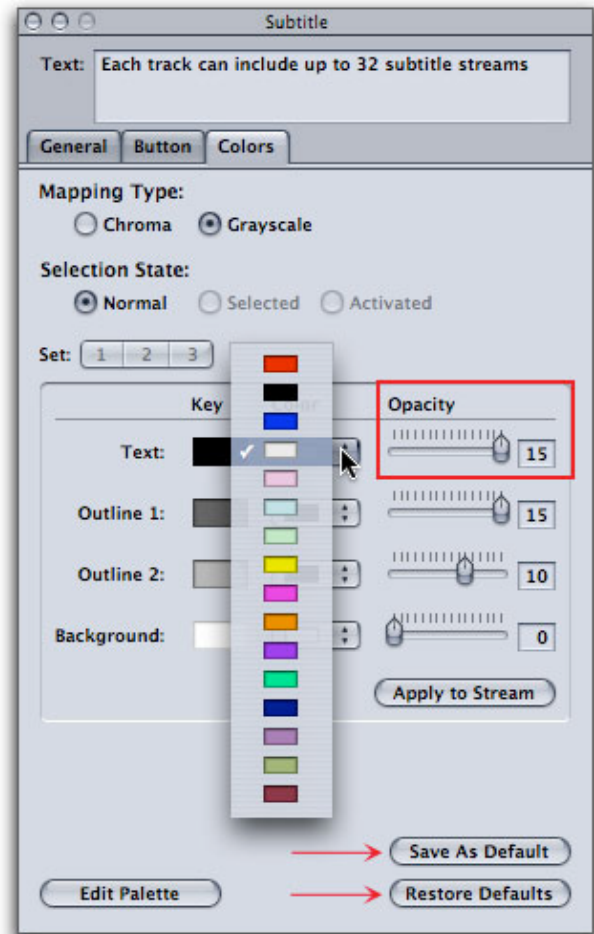 Subtitle
Text: Each track can include up to 32 subtitle streams
General Button Colors
Mapping Type:
Chroma Grayscale
Selection State:
Normal Selected Activated
Set: 1 2 3
Key Color Opacity
Text: 15
Outline 1: 15
Outline 2: 10
Background: 0
Apply to Stream
Save As Default
Edit Palette Restore Defaults